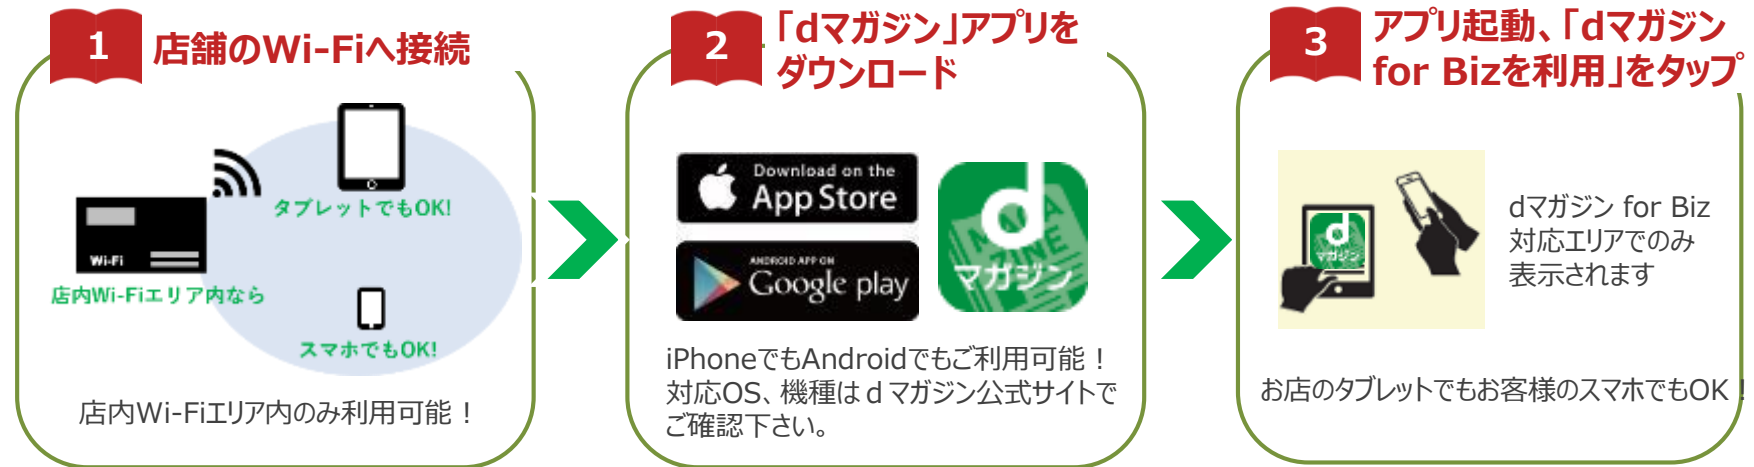 1
店舗のWi-Fiへ接続
タブレットでもOK!
Wi-Fi
店内Wi-Fiエリア内なら
スマホでもOK!
店内Wi-Fiエリア内のみ利用可能！
2
「dマガジン」アプリを
ダウンロード
Download on the
App Store
ANDROID APP ON
Google play
d
MAGA
ZINE
マガジン
iPhoneでもAndroidでもご利用可能！
対応OS、機種はｄマガジン公式サイトで
ご確認下さい。
3
アプリ起動、「dマガジン
for Bizを利用」をタップ
d
マガジン
dマガジン for Biz
対応エリアでのみ
表示されます
お店のタブレットでもお客様のスマホでもOK！